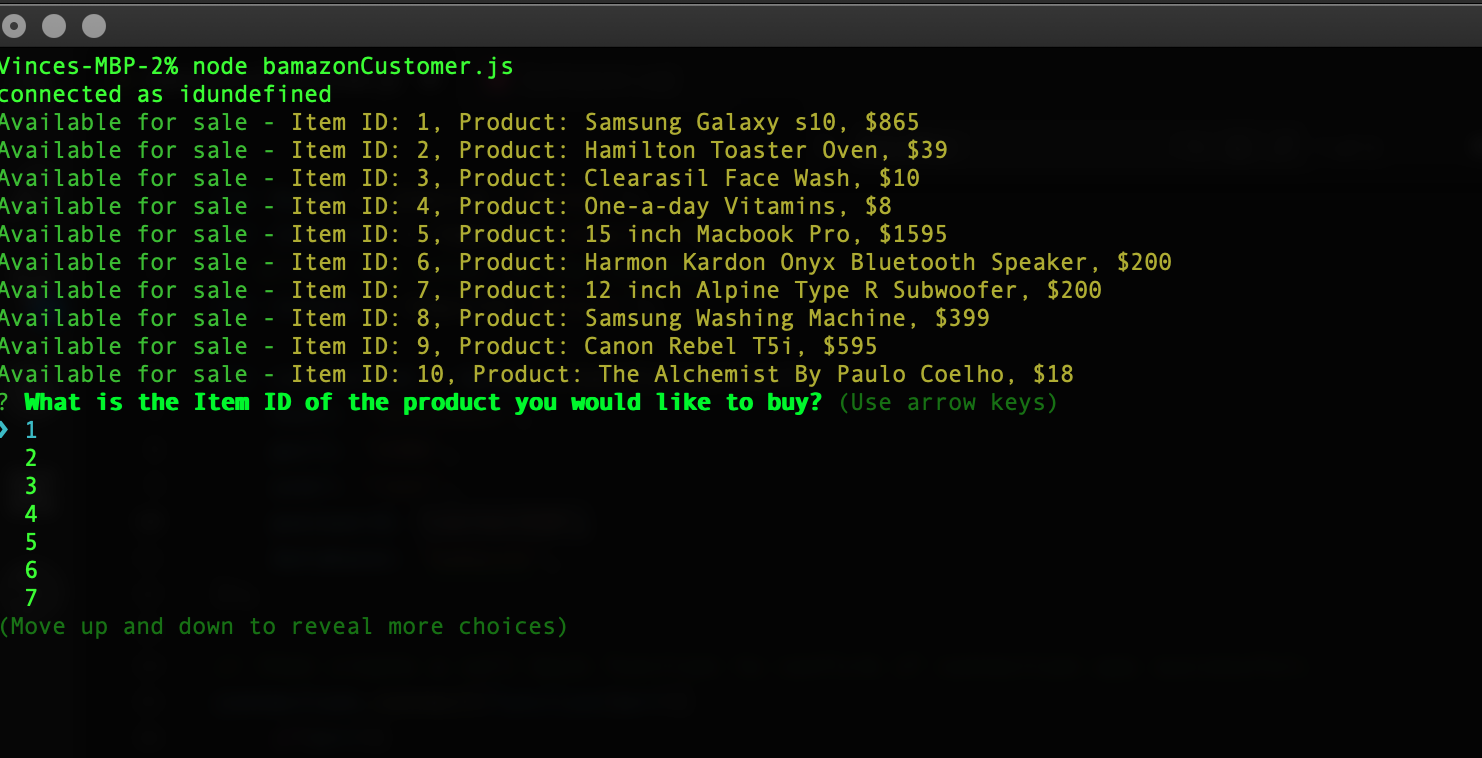 Vinces-MBP-2% node bamazonCustomer.js
connected as idundefined
Available for sale - Item ID: 1, Product: Samsung Galaxy s10, $865
Available for sale - Item ID: 2, Product: Hamilton Toaster Oven, $39
Available for sale - Item ID: 3, Product: Clearasil Face Wash, $10
Available for sale - Item ID: 4, Product: One-a-day Vitamins, $8
Available for sale - Item ID: 5, Product: 15 inch Macbook Pro, $1595
Available for sale - Item ID: 6, Product: Harmon Kardon Onyx Bluetooth Speaker, $200
Available for sale - Item ID: 7, Product: 12 inch Alpine Type R Subwoofer, $200
Available for sale - Item ID: 8, Product: Samsung Washing Machine, $399
Available for sale - Item ID: 9, Product: Canon Rebel T5i, $595
Available for sale - Item ID: 10, Product: The Alchemist By Paulo Coelho, $18
? What is the Item ID of the product you would like to buy? (Use arrow keys)
❯ 1
2
3
4
5
6
7
(Move up and down to reveal more choices)